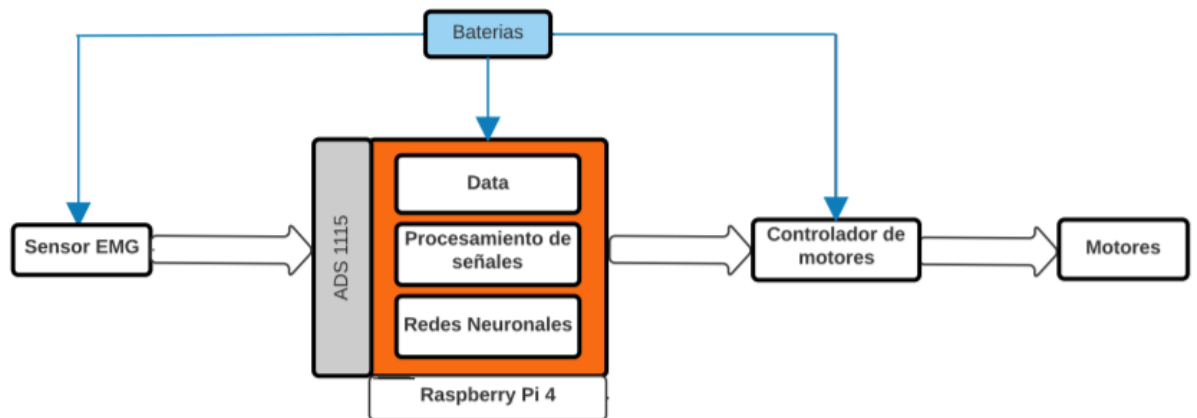 Baterias
Sensor EMG
ADS 1115
Data
Procesamiento de
señales
Redes Neuronales
Raspberry Pi 4
Controlador de
motores
Motores